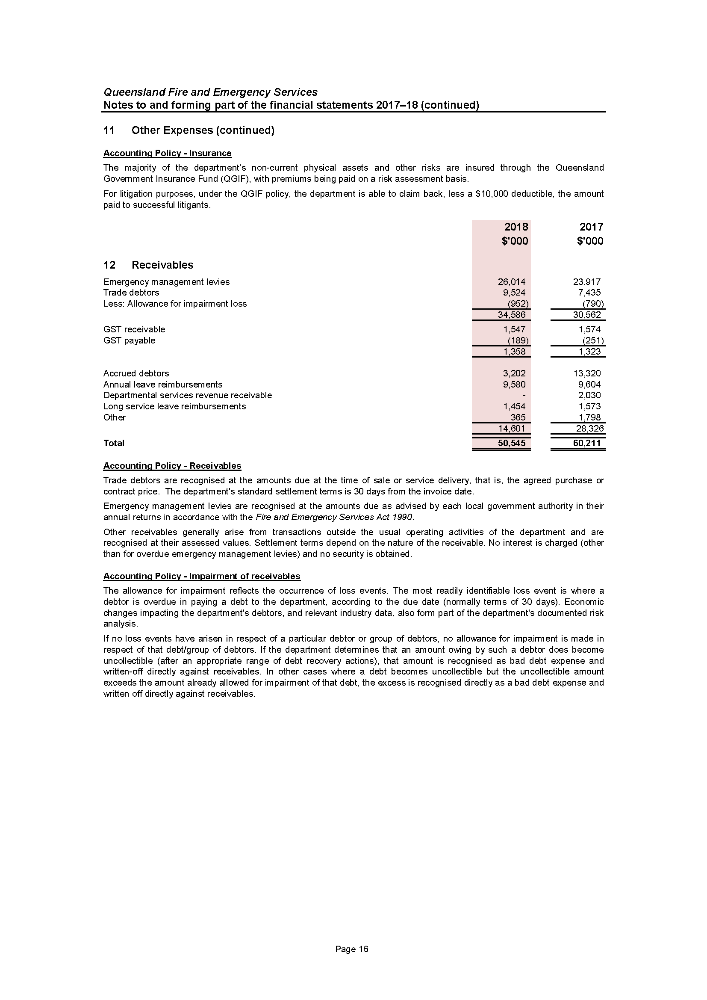 Queensland Fire and Emergency Services
Notes to and forming part of the financial statements 2017–18 (continued)
11 Other Expenses (continued)
Accounting Policy - Insurance
The majority of the department's non-current physical assets and other risks are insured through the Queensland
Government Insurance Fund (QGIF), with premiums being paid on a risk assessment basis.
For litigation purposes, under the QGIF policy, the department is able to claim back, less a $10,000 deductible, the amount
paid to successful litigants.
2018 2017
$'000 $'000
12 Receivables
Emergency management levies 26,014 23,917
Trade debtors 9,524 7,435
Less: Allowance for impairment loss (952) (790)
34,586 30,562
GST receivable 1,547 1,574
GST payable (189) (251)
1,358 1,323
Accrued debtors 3,202 13,320
Annual leave reimbursements 9,580 9,604
Departmental services revenue receivable - 2,030
Long service leave reimbursements 1,454 1,573
Other 365 1,798
14,601 28,326
Total 50,545 60,211
Accounting Policy - Receivables
Trade debtors are recognised at the amounts due at the time of sale or service delivery, that is, the agreed purchase or
contract price. The department's standard settlement terms is 30 days from the invoice date.
Emergency management levies are recognised at the amounts due as advised by each local government authority in their
annual returns in accordance with the Fire and Emergency Services Act 1990.
Other receivables generally arise from transactions outside the usual operating activities of the department and are
recognised at their assessed values. Settlement terms depend on the nature of the receivable. No interest is charged (other
than for overdue emergency management levies) and no security is obtained.
Accounting Policy - Impairment of receivables
The allowance for impairment reflects the occurrence of loss events. The most readily identifiable loss event is where a
debtor is overdue in paying a debt to the department, according to the due date (normally terms of 30 days). Economic
changes impacting the department's debtors, and relevant industry data, also form part of the department's documented risk
analysis.
If no loss events have arisen in respect of a particular debtor or group of debtors, no allowance for impairment is made in
respect of that debt/group of debtors. If the department determines that an amount owing by such a debtor does become
uncollectible (after an appropriate range of debt recovery actions), that amount is recognised as bad debt expense and
written-off directly against receivables. In other cases where a debt becomes uncollectible but the uncollectible amount
exceeds the amount already allowed for impairment of that debt, the excess is recognised directly as a bad debt expense and
written off directly against receivables.
Page 16